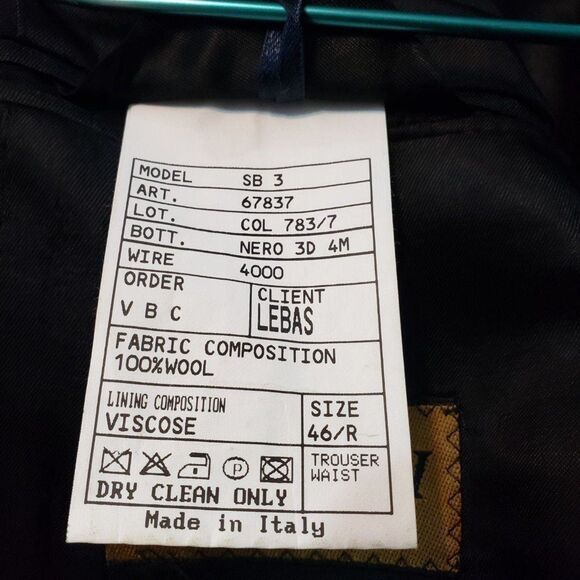 MODEL SB 3
ART. 67837
LOT. COL 783/7
BOTT. NERO 3D 4M
WIRE 4000
ORDER
V B C
CLIENT
LEBAS
FABRIC COMPOSITION
100%WOOL
LINING COMPOSITION
VISCOSE
SIZE
46/R
P
TROUSER
WAIST
DRY CLEAN ONLY
Made in Italy